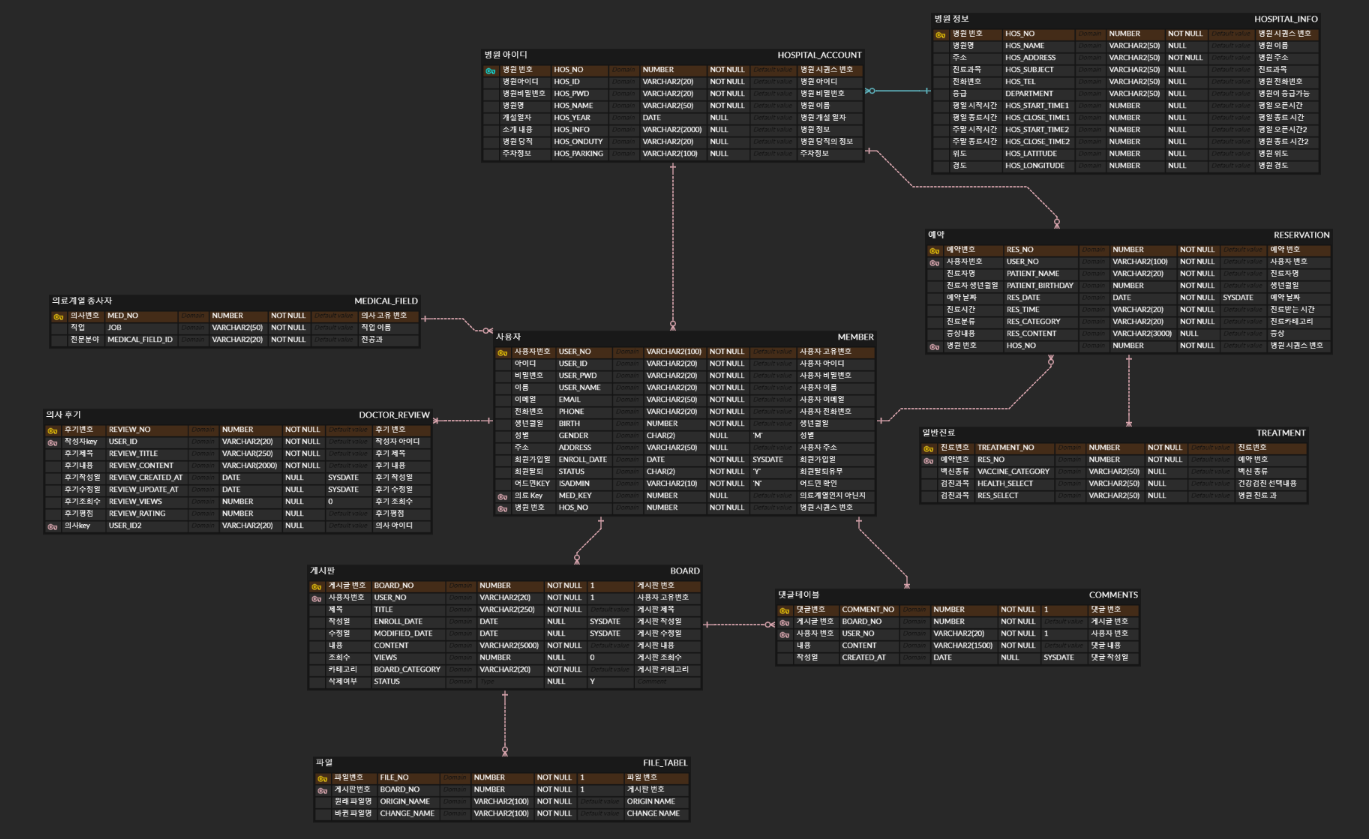 병원 정보 HOSPITAL_INFO
병원 번호 HOS_NO Domain NUMBER NOT NULL Default value 병원 시퀀스 번호
병원명 HOS_NAME Domain VARCHAR2(50) NULL Default value 병원 이름
주소 HOS_ADDRESS Domain VARCHAR2(50) NOT NULL Default value 병원 주소
진료과목 HOS_SUBJECT Domain VARCHAR2(50) NULL Default value 진료과목
전화번호 HOS_TEL Domain VARCHAR2(50) NULL Default value 병원 전화번호
응급 DEPARTMENT Domain VARCHAR2(50) NULL Default value 병원이 응급가능
평일 시작시간 HOS_START_TIME1 Domain NUMBER NULL Default value 평일 오픈시간
평일 종료시간 HOS_CLOSE_TIME1 Domain NUMBER NULL Default value 평일 종료 시간
주말 시작시간 HOS_START_TIME2 Domain NUMBER NULL Default value 평일 오픈시간2
주말 종료시간 HOS_CLOSE_TIME2 Domain NUMBER NULL Default value 평일 종료 시간2
위도 HOS_LATITUDE Domain NUMBER NULL Default value 병원 위도
경도 HOS_LONGITUDE Domain NUMBER NULL Default value 병원 경도
병원 아이디 HOSPITAL_ACCOUNT
병원 번호 HOS_NO Domain NUMBER NOT NULL Default value 병원 시퀀스 번호
병원아이디 HOS_ID Domain VARCHAR2(20) NOT NULL Default value 병원 아이디
병원비밀번호 HOS_PWD Domain VARCHAR2(20) NOT NULL Default value 병원 비밀번호
병원명 HOS_NAME Domain VARCHAR2(50) NOT NULL Default value 병원 이름
개설일자 HOS_YEAR Domain DATE NULL Default value 병원 개설 일자
소개 내용 HOS_INFO Domain VARCHAR2(2000) NULL Default value 병원 정보
병원 당직 HOS_ONDUTY Domain VARCHAR2(20) NULL Default value 병원 당직의 정보
주차정보 HOS_PARKING Domain VARCHAR2(100) NULL Default value 주차정보
예약 RESERVATION
예약번호 RES_NO Domain NUMBER NOT NULL Default value 예약 번호
사용자번호 USER_NO Domain VARCHAR2(100) NOT NULL Default value 사용자 번호
진료자명 PATIENT_NAME Domain VARCHAR2(20) NOT NULL Default value 진료자명
진료자 생년월일 PATIENT_BIRTHDAY Domain NUMBER NOT NULL Default value 생년월일
예약 날짜 RES_DATE Domain DATE NOT NULL SYSDATE 예약 날짜
진료시간 RES_TIME Domain VARCHAR2(20) NOT NULL Default value 진료받는 시간
진료분류 RES_CATEGORY Domain VARCHAR2(20) NOT NULL Default value 진료카테고리
증상내용 RES_CONTENT Domain VARCHAR2(3000) NULL Default value 증상
병원 번호 HOS_NO Domain NUMBER NOT NULL Default value 병원 시퀀스 번호
의료계열 종사자 MEDICAL_FIELD
의사번호 MED_NO Domain NUMBER NOT NULL Default value 의사 고유 번호
직업 JOB Domain VARCHAR2(50) NOT NULL Default value 직업 이름
전문분야 MEDICAL_FIELD_ID Domain VARCHAR2(20) NOT NULL Default value 전공과
사용자 MEMBER
사용자번호 USER_NO Domain VARCHAR2(100) NOT NULL Default value 사용자 고유번호
아이디 USER_ID Domain VARCHAR2(20) NOT NULL Default value 사용자 아이디
비밀번호 USER_PWD Domain VARCHAR2(20) NOT NULL Default value 사용자 비밀번호
이름 USER_NAME Domain VARCHAR2(20) NOT NULL Default value 사용자 이름
이메일 EMAIL Domain VARCHAR2(50) NOT NULL Default value 사용자 이메일
전화번호 PHONE Domain VARCHAR2(20) NOT NULL Default value 사용자 전화번호
생년월일 BIRTH Domain NUMBER NOT NULL Default value 생년월일
성별 GENDER Domain CHAR(2) NULL 'M' 성별
주소 ADDRESS Domain VARCHAR2(50) NULL Default value 사용자 주소
회원가입일 ENROLL_DATE Domain DATE NOT NULL SYSDATE 회원가입일
회원탈퇴 STATUS Domain CHAR(2) NOT NULL 'Y' 회원탈퇴유무
어드민KEY ISADMIN Domain VARCHAR2(10) NOT NULL 'N' 어드민 확인
의료 Key MED_KEY Domain NUMBER NULL Default value 의료계열인지 아닌지
병원 번호 HOS_NO Domain NUMBER NOT NULL Default value 병원 시퀀스 번호
의사 후기 DOCTOR_REVIEW
후기번호 REVIEW_NO Domain NUMBER NOT NULL Default value 후기 번호
작성자key USER_ID Domain VARCHAR2(20) NOT NULL Default value 작성자 아이디
후기제목 REVIEW_TITLE Domain VARCHAR(250) NOT NULL Default value 후기 제목
후기내용 REVIEW_CONTENT Domain VARCHAR(2000) NOT NULL Default value 후기 내용
후기작성일 REVIEW_CREATED_AT Domain DATE NULL SYSDATE 후기 작성일
후기수정일 REVIEW_UPDATE_AT Domain DATE NULL SYSDATE 후기 수정일
후기조회수 REVIEW_VIEWS Domain NUMBER NULL 0 후기 조회수
후기평점 REVIEW_RATING Domain NUMBER NULL Default value 후기평점
의사key USER_ID2 Domain VARCHAR2(20) NULL Default value 의사 아이디
일반진료 TREATMENT
진료번호 TREATMENT_NO Domain NUMBER NOT NULL Default value 진료번호
예약번호 RES_NO Domain NUMBER NOT NULL Default value 예약 번호
백신종류 VACCINE_CATEGORY Domain VARCHAR2(50) NULL Default value 백신 종류
검진과목 HEALTH_SELECT Domain VARCHAR2(50) NULL Default value 건강검진 선택내용
검진과목 RES_SELECT Domain VARCHAR2(50) NULL Default value 병원 진료 과
게시판 BOARD
게시글 번호 BOARD_NO Domain NUMBER NOT NULL 1 게시판 번호
사용자번호 USER_NO Domain VARCHAR2(20) NOT NULL 1 사용자 고유번호
제목 TITLE Domain VARCHAR2(250) NOT NULL Default value 게시판 제목
작성일 ENROLL_DATE Domain DATE NULL SYSDATE 게시판 작성일
수정일 MODIFIED_DATE Domain DATE NULL SYSDATE 게시판 수정일
내용 CONTENT Domain VARCHAR2(5000) NOT NULL Default value 게시판 내용
조회수 VIEWS Domain NUMBER NULL 0 게시판 조회수
카테고리 BOARD_CATEGORY Domain VARCHAR2(20) NOT NULL Default value 게시판 카테고리
삭제여부 STATUS Domain Type NULL Y Comment
댓글테이블 COMMENTS
댓글번호 COMMENT_NO Domain NUMBER NOT NULL 1 댓글 번호
게시글 번호 BOARD_NO Domain NUMBER NOT NULL Default value 게시글 번호
사용자 번호 USER_NO Domain VARCHAR2(20) NOT NULL 1 사용자 번호
내용 CONTENT Domain VARCHAR2(1500) NOT NULL Default value 댓글 내용
작성일 CREATED_AT Domain DATE NULL SYSDATE 댓글 작성일
파일 FILE_TABEL
파일번호 FILE_NO Domain NUMBER NOT NULL 1 파일 번호
게시판번호 BOARD_NO Domain NUMBER NOT NULL 1 게시판 번호
원래 파일명 ORIGIN_NAME Domain VARCHAR2(100) NOT NULL Default value ORIGIN NAME
바뀐 파일명 CHANGE_NAME Domain VARCHAR2(100) NOT NULL Default value CHANGE NAME